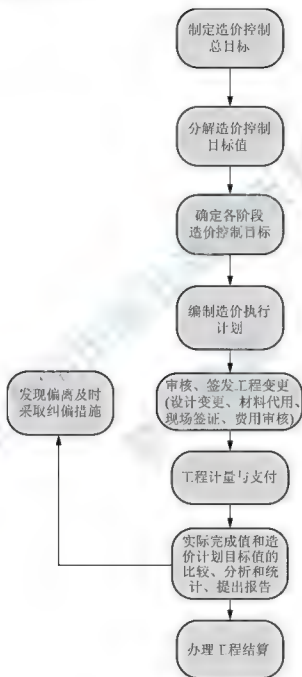 制定造价控制
总目标
分解造价控制
目标值
确定各阶段
造价控制目标
编制造价执行
计划
审核、签发工程变更
(设计变更、材料代用、
现场签证、费用审核)
发现偏离及时
采取纠偏措施
工程计量与支付
实际完成值和造
价计划目标值的
比较、分析和统
计、提出报告
办理工程结算